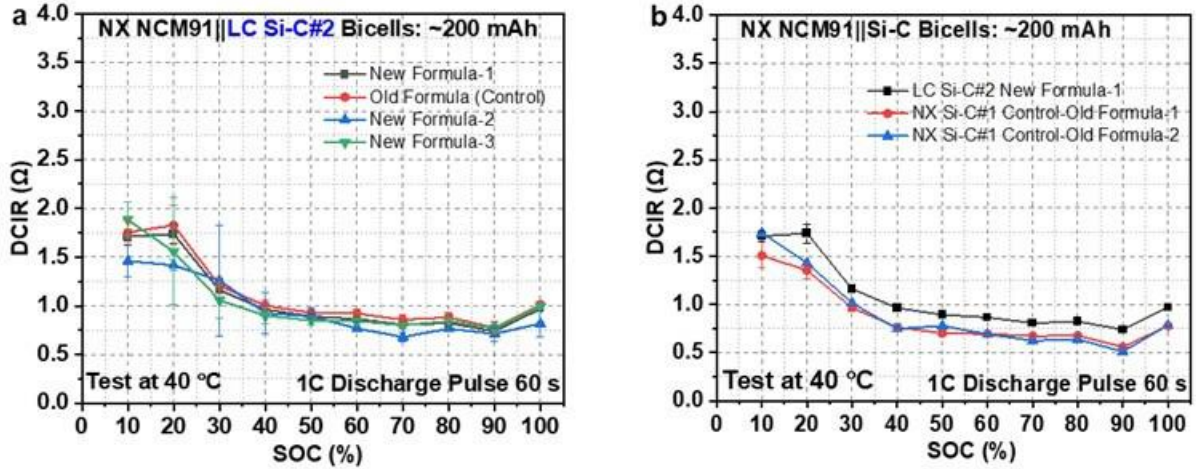 a
NX NCM91||LC Si-C#2 Bicells: ~200 mAh
New Formula-1
Old Formula (Control)
New Formula-2
New Formula-3
DCIR (Ω)
4.0
3.5
3.0
2.5
2.0
1.5
1.0
0.5
0.0
Test at 40 °C
1C Discharge Pulse 60 s
0 10 20 30 40 50 60 70 80 90 100
SOC (%)
b
NX NCM91||Si-C Bicells: ~200 mAh
LC Si-C#2 New Formula-1
NX Si-C#1 Control-Old Formula-1
NX Si-C#1 Control-Old Formula-2
DCIR (Ω)
4.0
3.5
3.0
2.5
2.0
1.5
1.0
0.5
0.0
Test at 40 °C
1C Discharge Pulse 60 s
0 10 20 30 40 50 60 70 80 90 100
SOC (%)